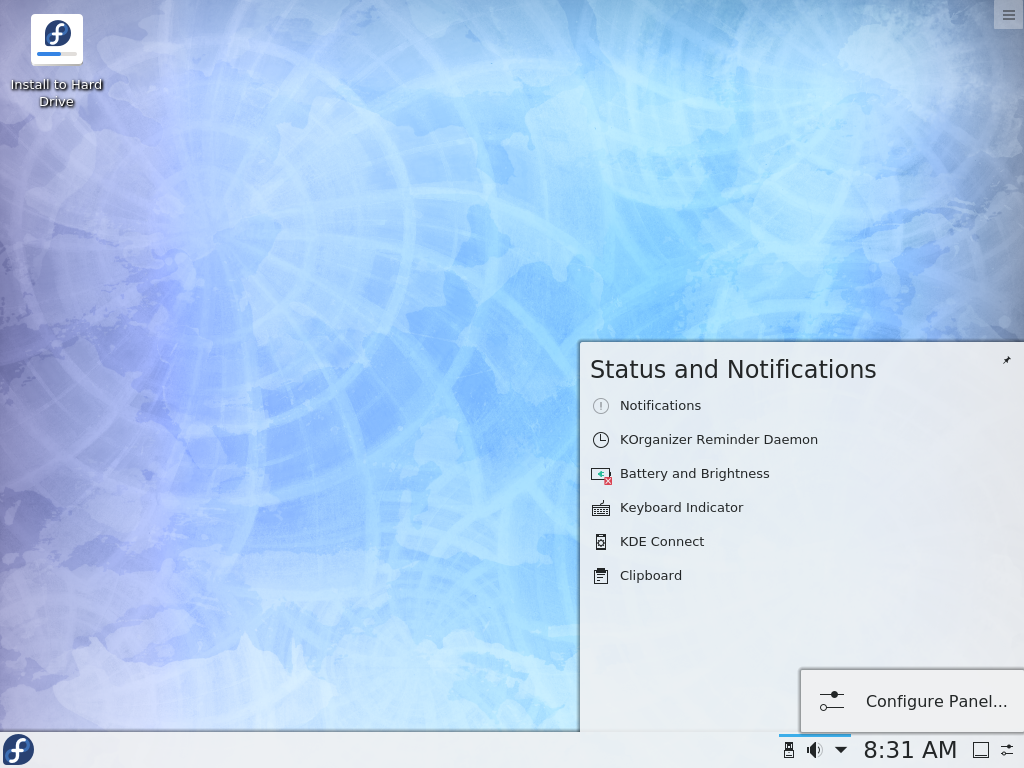 Install to Hard
Drive
Status and Notifications
Notifications
KOrganizer Reminder Daemon
Battery and Brightness
Keyboard Indicator
KDE Connect
Clipboard
Configure Panel...
8:31 AM